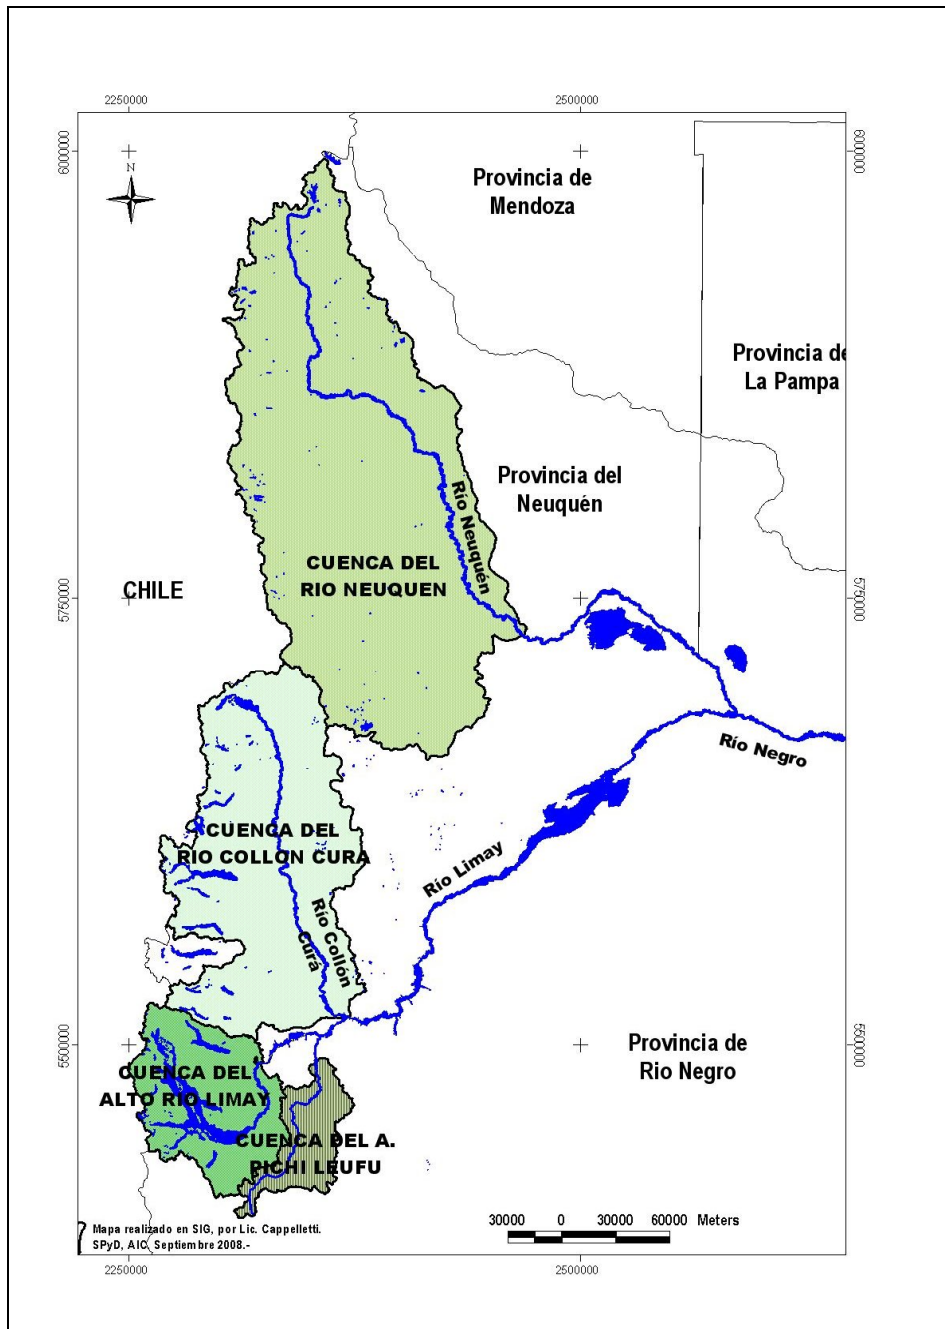 2250000
2500000
6000000
6000000
N
Provincia de
Mendoza
Provincia de
La Pampa
Provincia del
Neuquén
Río Neuquén
CUENCA DEL
RIO NEUQUEN
CHILE
5750000
5750000
Río Negro
CUENCA DEL
RIO COLLON CURA
Río Limay
Río Collón
Curá
5500000
5500000
Provincia de
Rio Negro
CUENCA DEL
ALTO RIO LIMAY
CUENCA DEL A.
PICHI LEUFU
30000 0 30000 60000 Meters
Mapa realizado en SIG, por Lic. Cappelletti.
SPyD, AIC. Septiembre 2008.-
2250000
2500000